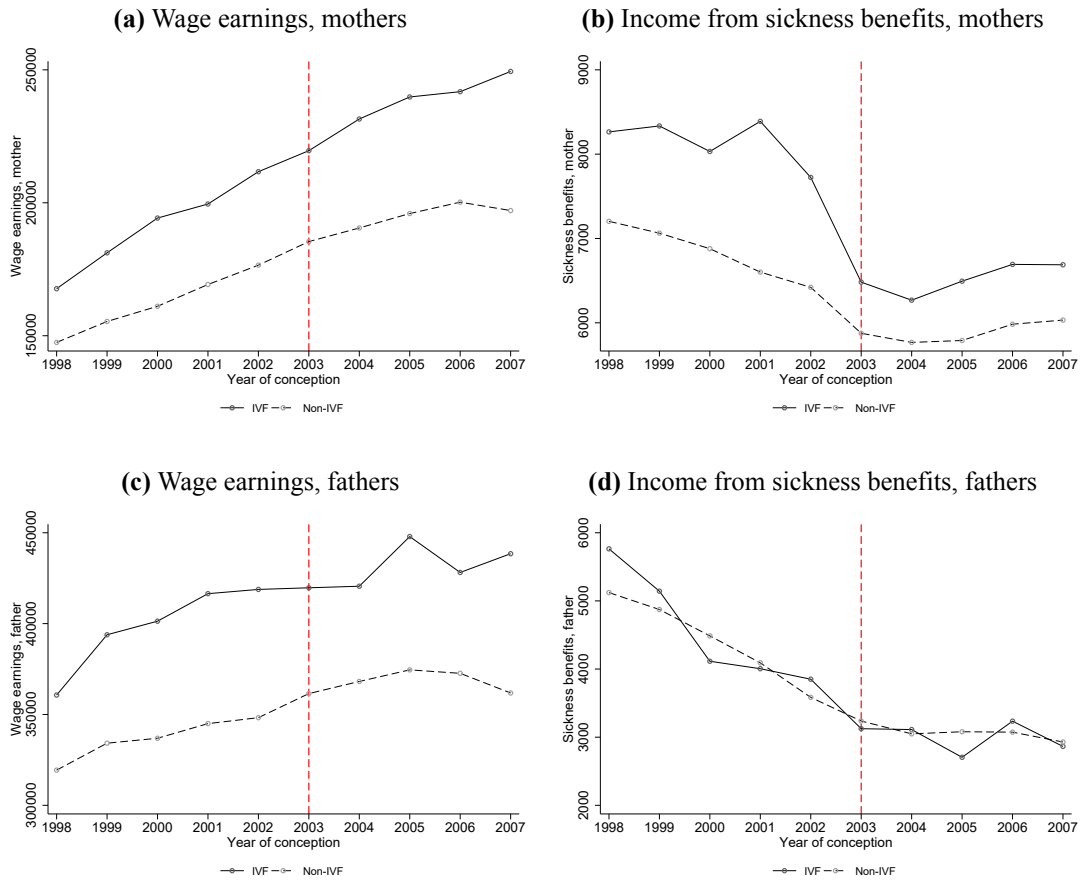 (a) Wage earnings, mothers
Wage earnings, mother
250000
200000
150000
1998 1999 2000 2001 2002 2003 2004 2005 2006 2007
Year of conception
IVF Non-IVF
(b) Income from sickness benefits, mothers
Sickness benefits, mother
9000
8000
7000
6000
1998 1999 2000 2001 2002 2003 2004 2005 2006 2007
Year of conception
IVF Non-IVF
(c) Wage earnings, fathers
Wage earnings, father
450000
400000
350000
300000
1998 1999 2000 2001 2002 2003 2004 2005 2006 2007
Year of conception
IVF Non-IVF
(d) Income from sickness benefits, fathers
Sickness benefits, father
6000
5000
4000
3000
2000
1998 1999 2000 2001 2002 2003 2004 2005 2006 2007
Year of conception
IVF Non-IVF